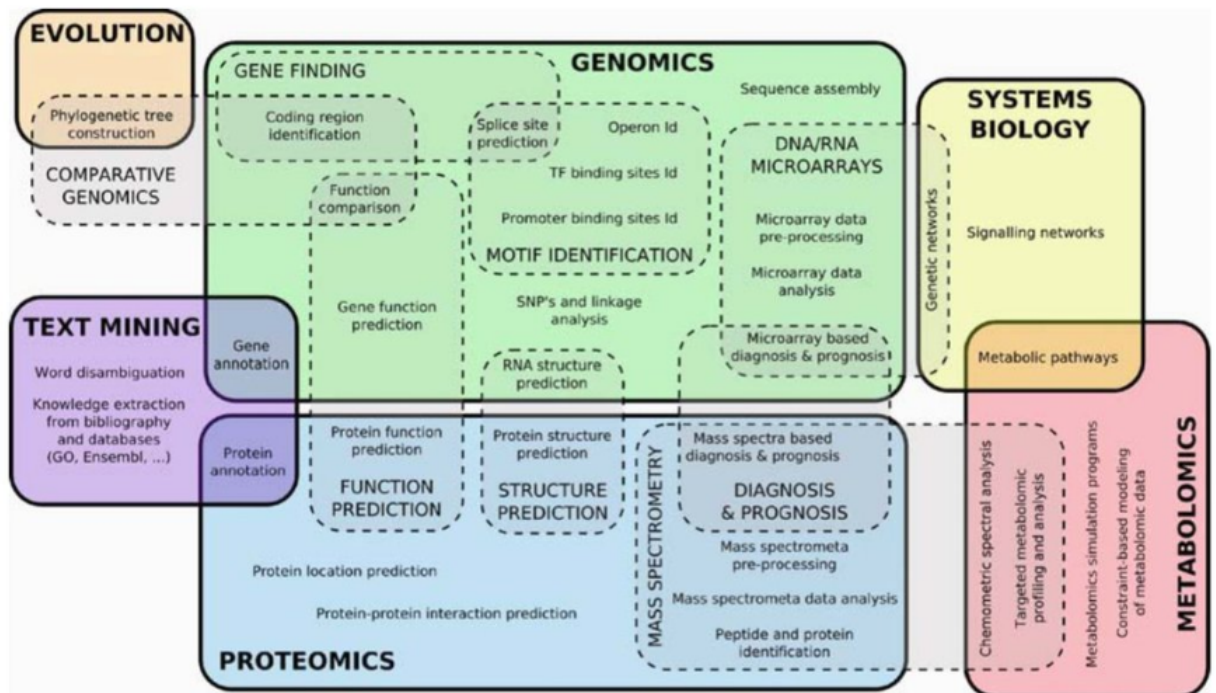 EVOLUTION
Phylogenetic tree
construction
COMPARATIVE
GENOMICS
GENE FINDING
Coding region
identification
Function
comparison
GENOMICS
Sequence assembly
Splice site
prediction
Operon Id
TF binding sites Id
Promoter binding sites Id
MOTIF IDENTIFICATION
DNA/RNA
MICROARRAYS
Microarray data
pre-processing
Microarray data
analysis
Microarray based
diagnosis & prognosis
SNP's and linkage
analysis
Gene function
prediction
RNA structure
prediction
Genetic networks
SYSTEMS
BIOLOGY
Signalling networks
Metabolic pathways
TEXT MINING
Word disambiguation
Knowledge extraction
from bibliography
and databases
(GO, Ensembl, ...)
Gene
annotation
Protein
annotation
Protein function
prediction
FUNCTION
PREDICTION
Protein structure
prediction
STRUCTURE
PREDICTION
MASS SPECTROMETRY
Mass spectra based
diagnosis & prognosis
DIAGNOSIS
& PROGNOSIS
Mass spectrometa
pre-processing
Mass spectrometa data analysis
Peptide and protein
identification
Protein location prediction
Protein-protein interaction prediction
PROTEOMICS
Chemometric spectral analysis
Targeted metabolomic
profiling and analysis
Metabolomics simulation programs
Constraint-based modeling
of metabolomic data
METABOLOMICS